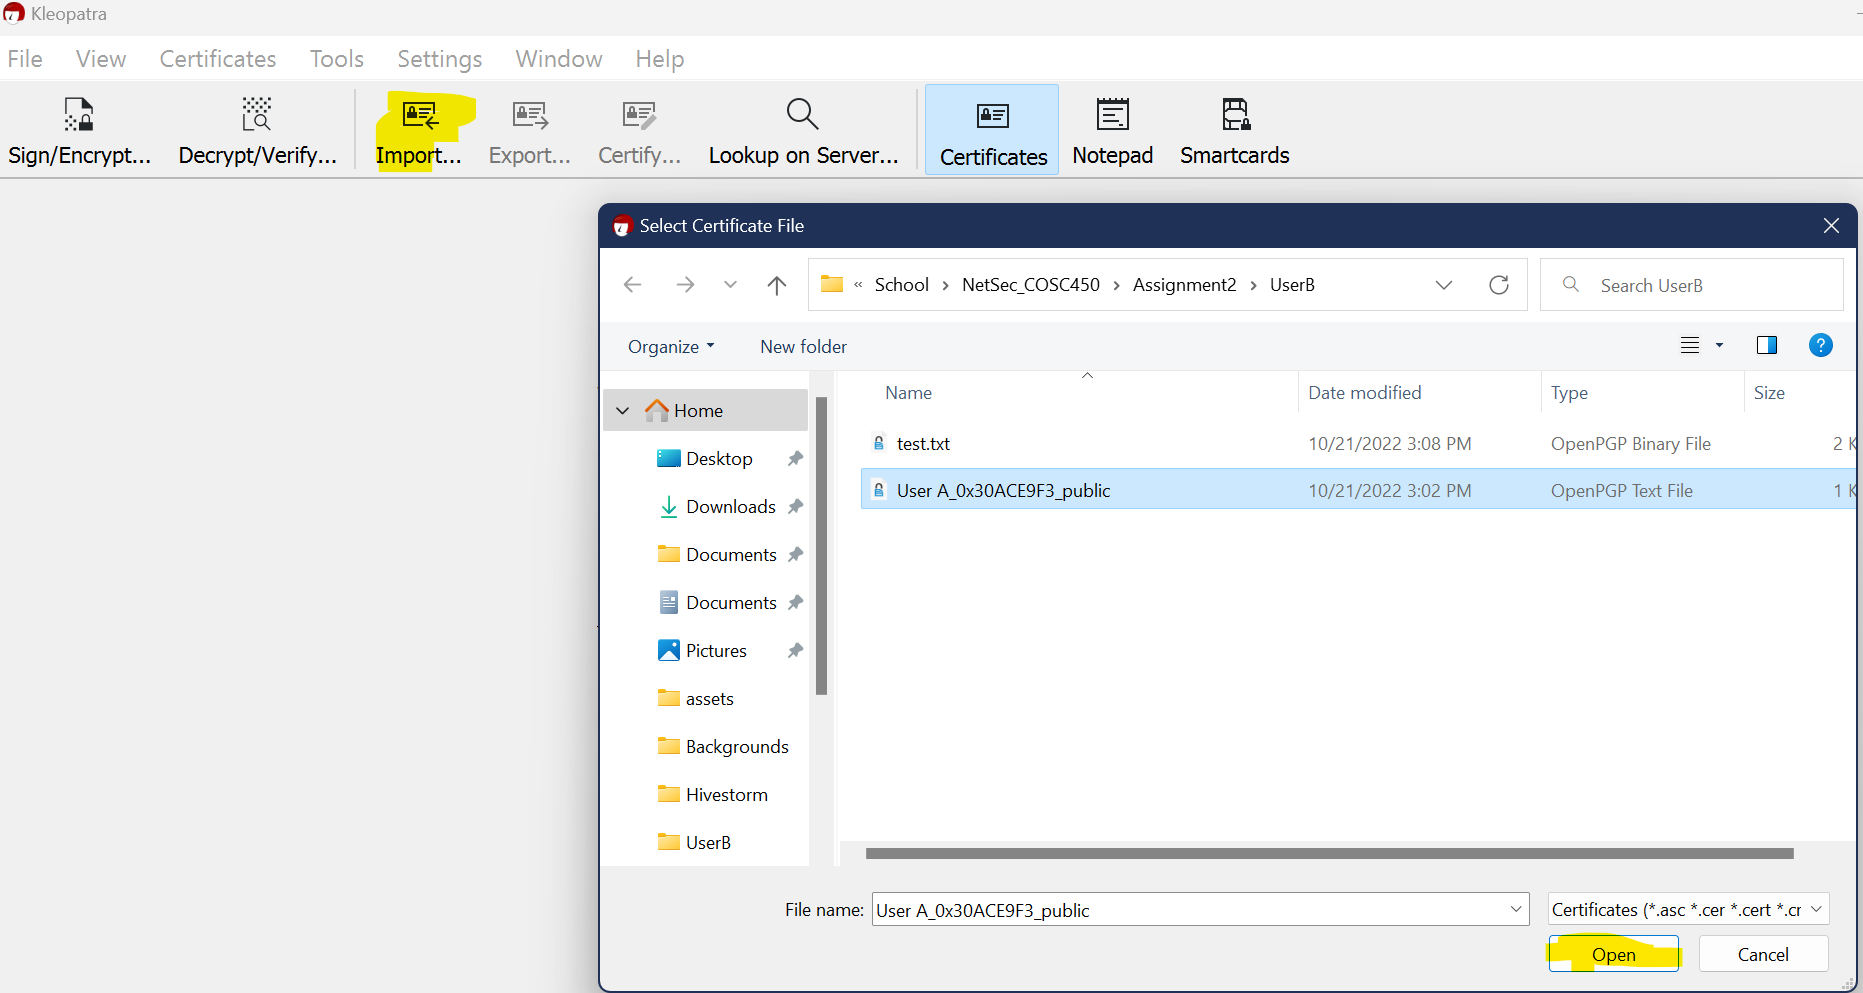 Kleopatra
File View Certificates Tools Settings Window Help
Sign/Encrypt... Decrypt/Verify... Import... Export... Certify... Lookup on Server... Certificates Notepad Smartcards
Select Certificate File
« School › NetSec_COSC450 › Assignment2 › UserB Search UserB
Organize New folder ?
Name Date modified Type Size
Home
test.txt 10/21/2022 3:08 PM OpenPGP Binary File 2 K
Desktop
User A_0x30ACE9F3_public 10/21/2022 3:02 PM OpenPGP Text File 1 K
Downloads
Documents
Documents
Pictures
assets
Backgrounds
Hivestorm
UserB
File name: User A_0x30ACE9F3_public Certificates (*.asc *.cer *.cert *.cr
Open Cancel